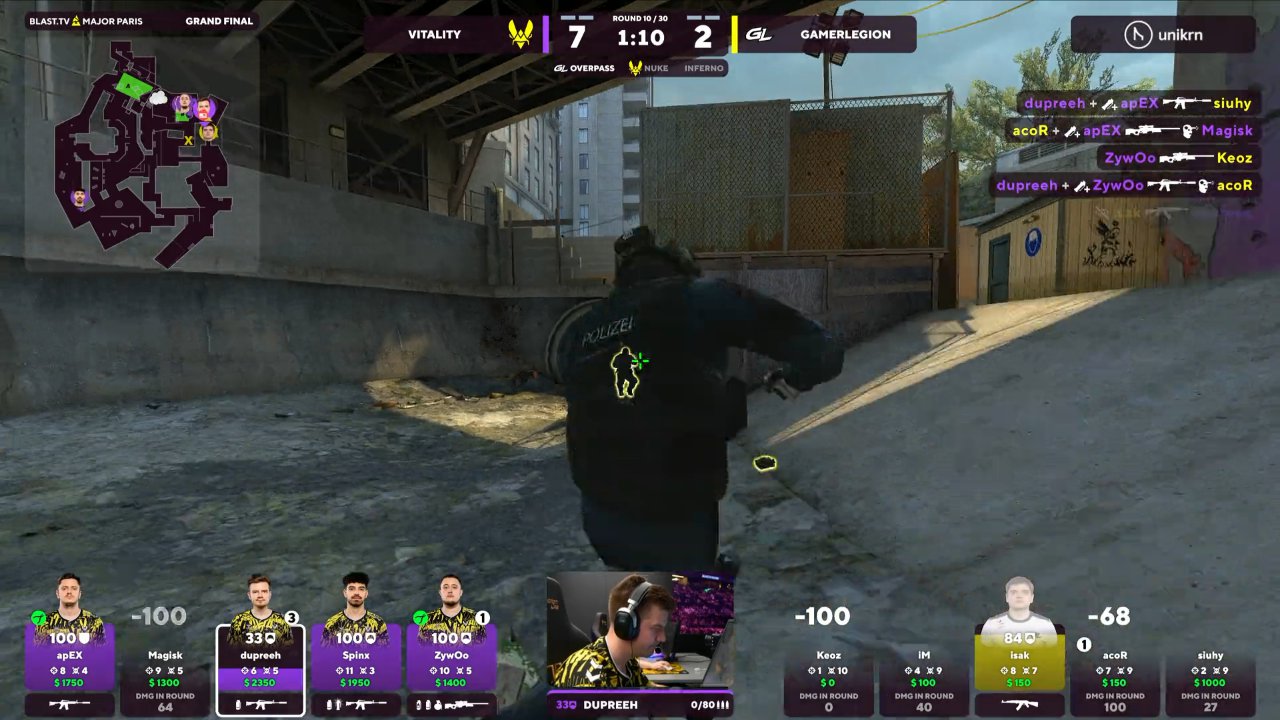 BLAST.TV MAJOR PARIS GRAND FINAL
VITALITY 7 ROUND 10 / 30 1:10 2 GL GAMERLEGION
unikrn
GL OVERPASS NUKE INFERNO
dupreeh + apEX siuhy
acoR + apEX Magisk
ZywOo Keoz
dupreeh + ZywOo acoR
A
X
POLIZEI
-100 3 1 -100 -68
100 33 100 100 84 1
apEX Magisk dupreeh Spinx ZywOo Keoz iM isak acoR siuhy
8 4 9 5 6 5 11 3 10 5 1 10 4 9 8 7 7 9 2 9
$1750 $1300 $2350 $1950 $1400 $0 $100 $150 $150 $1000
DMG IN ROUND DMG IN ROUND DMG IN ROUND DMG IN ROUND DMG IN ROUND
64 0 40 100 27
33 DUPREEH 0/80